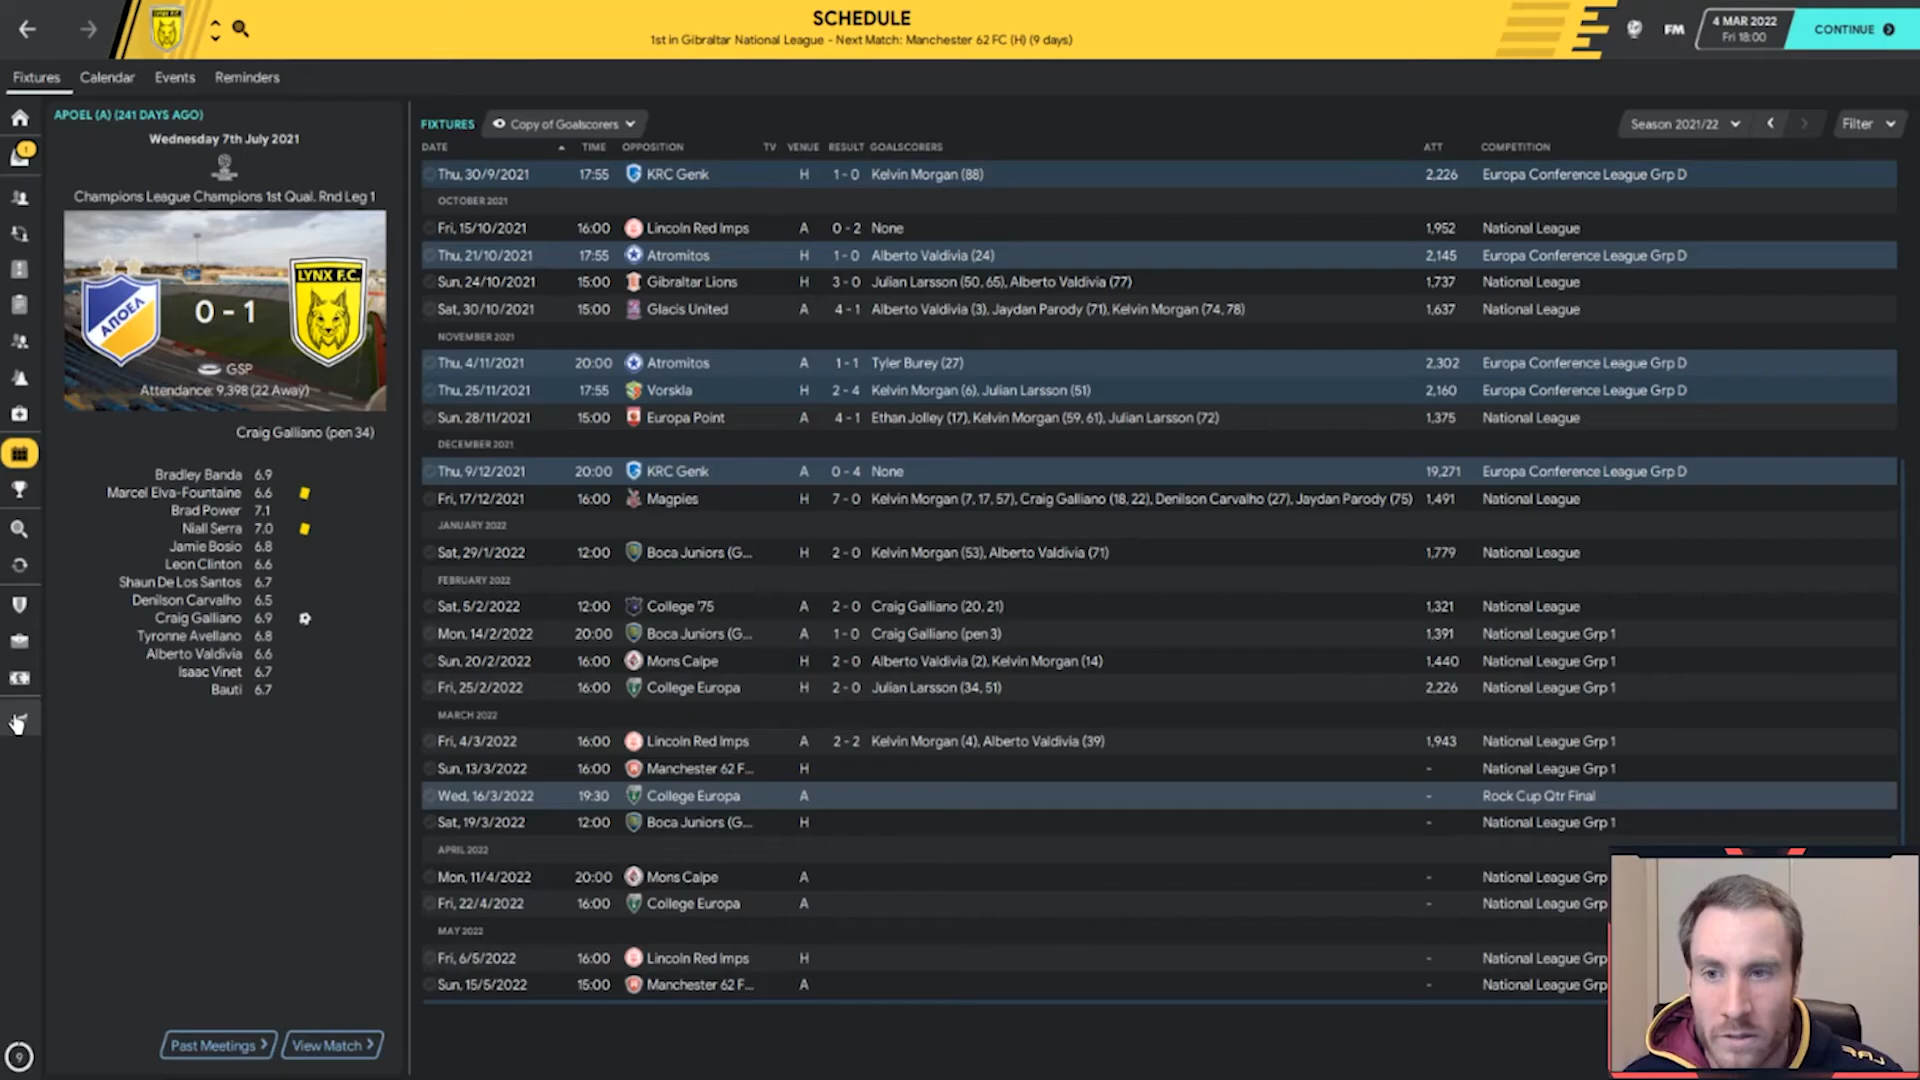 LYNX F.C.
SCHEDULE
1st in Gibraltar National League - Next Match: Manchester 62 FC (H) (9 days)
FM
4 MAR 2022
Fri 18:00
CONTINUE
Fixtures Calendar Events Reminders
APOEL (A) (241 DAYS AGO)
Wednesday 7th July 2021
Champions League Champions 1st Qual. Rnd Leg 1
ΑΠΟΕΛ
0 - 1
LYNX F.C.
GSP
Attendance: 9,398 (22 Away)
Craig Galliano (pen 34)
Bradley Banda 6.9
Marcel Elva-Fountaine 6.6
Brad Power 7.1
Niall Serra 7.0
Jamie Bosio 6.8
Leon Clinton 6.6
Shaun De Los Santos 6.7
Denilson Carvalho 6.5
Craig Galliano 6.9
Tyronne Avellano 6.8
Alberto Valdivia 6.6
Isaac Vinet 6.7
Bauti 6.7
Past Meetings View Match
1
9
FIXTURES Copy of Goalscorers Season 2021/22 Filter
DATE TIME OPPOSITION TV VENUE RESULT GOALSCORERS ATT COMPETITION
Thu, 30/9/2021 17:55 KRC Genk H 1 - 0 Kelvin Morgan (88) 2,226 Europa Conference League Grp D
OCTOBER 2021
Fri, 15/10/2021 16:00 Lincoln Red Imps A 0 - 2 None 1,952 National League
Thu, 21/10/2021 17:55 Atromitos H 1 - 0 Alberto Valdivia (24) 2,145 Europa Conference League Grp D
Sun, 24/10/2021 15:00 Gibraltar Lions H 3 - 0 Julian Larsson (50, 65), Alberto Valdivia (77) 1,737 National League
Sat, 30/10/2021 15:00 Glacis United A 4 - 1 Alberto Valdivia (3), Jaydan Parody (71), Kelvin Morgan (74, 78) 1,637 National League
NOVEMBER 2021
Thu, 4/11/2021 20:00 Atromitos A 1 - 1 Tyler Burey (27) 2,302 Europa Conference League Grp D
Thu, 25/11/2021 17:55 Vorskla H 2 - 4 Kelvin Morgan (6), Julian Larsson (51) 2,160 Europa Conference League Grp D
Sun, 28/11/2021 15:00 Europa Point A 4 - 1 Ethan Jolley (17), Kelvin Morgan (59, 61), Julian Larsson (72) 1,375 National League
DECEMBER 2021
Thu, 9/12/2021 20:00 KRC Genk A 0 - 4 None 19,271 Europa Conference League Grp D
Fri, 17/12/2021 16:00 Magpies H 7 - 0 Kelvin Morgan (7, 17, 57), Craig Galliano (18, 22), Denilson Carvalho (27), Jaydan Parody (75) 1,491 National League
JANUARY 2022
Sat, 29/1/2022 12:00 Boca Juniors (G... H 2 - 0 Kelvin Morgan (53), Alberto Valdivia (71) 1,779 National League
FEBRUARY 2022
Sat, 5/2/2022 12:00 College '75 A 2 - 0 Craig Galliano (20, 21) 1,321 National League
Mon, 14/2/2022 20:00 Boca Juniors (G... A 1 - 0 Craig Galliano (pen 3) 1,391 National League Grp 1
Sun, 20/2/2022 16:00 Mons Calpe H 2 - 0 Alberto Valdivia (2), Kelvin Morgan (14) 1,440 National League Grp 1
Fri, 25/2/2022 16:00 College Europa H 2 - 0 Julian Larsson (34, 51) 2,226 National League Grp 1
MARCH 2022
Fri, 4/3/2022 16:00 Lincoln Red Imps A 2 - 2 Kelvin Morgan (4), Alberto Valdivia (39) 1,943 National League Grp 1
Sun, 13/3/2022 16:00 Manchester 62 F... H - National League Grp 1
Wed, 16/3/2022 19:30 College Europa A - Rock Cup Qtr Final
Sat, 19/3/2022 12:00 Boca Juniors (G... H - National League Grp 1
APRIL 2022
Mon, 11/4/2022 20:00 Mons Calpe A - National League Grp
Fri, 22/4/2022 16:00 College Europa A - National League Grp
MAY 2022
Fri, 6/5/2022 16:00 Lincoln Red Imps H - National League Grp
Sun, 15/5/2022 15:00 Manchester 62 F... A - National League Grp